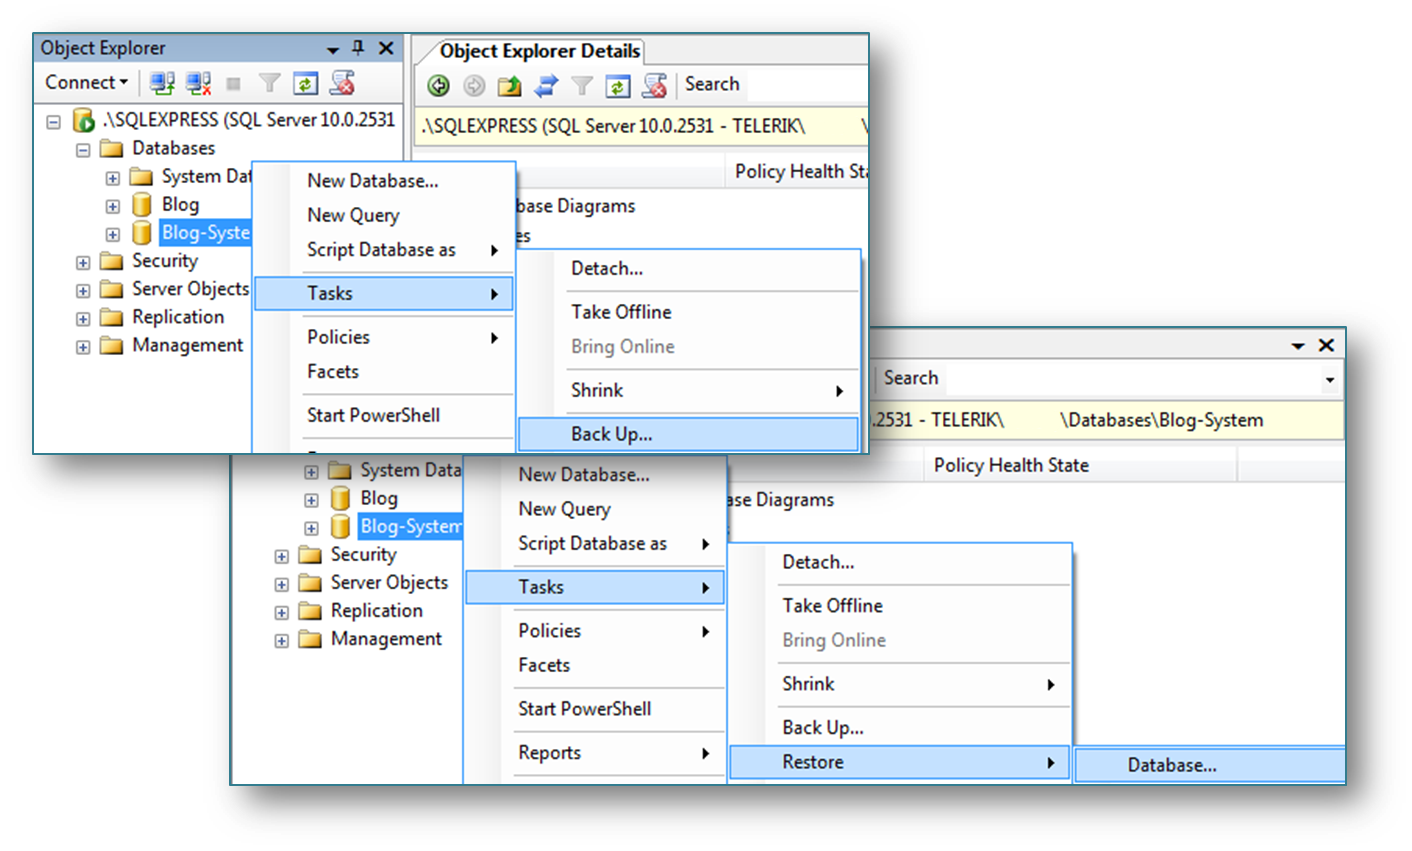 Object Explorer
Connect
.\SQLEXPRESS (SQL Server 10.0.2531
Databases
System Dat
Blog
Blog-Syste
Security
Server Objects
Replication
Management
New Database...
New Query
Script Database as
Tasks
Policies
Facets
Start PowerShell
Object Explorer Details
Search
.\SQLEXPRESS (SQL Server 10.0.2531 - TELERIK\ \
Policy Health Sta
base Diagrams
es
Detach...
Take Offline
Bring Online
Shrink
Back Up...
Search
.2531 - TELERIK\ \Databases\Blog-System
Policy Health State
System Data
Blog
Blog-System
Security
Server Objects
Replication
Management
New Database...
New Query
Script Database as
Tasks
Policies
Facets
Start PowerShell
Reports
ase Diagrams
Detach...
Take Offline
Bring Online
Shrink
Back Up...
Restore
Database...